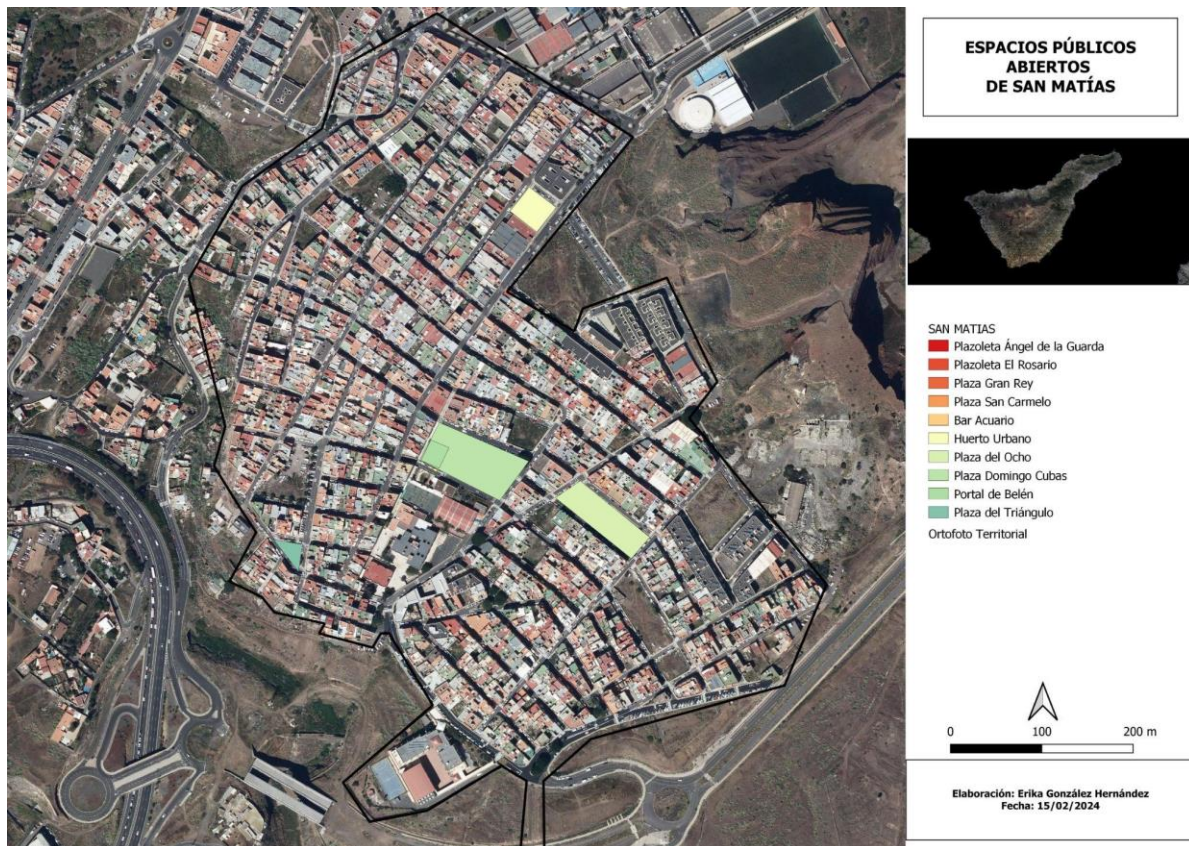 ESPACIOS PÚBLICOS
ABIERTOS
DE SAN MATÍAS
SAN MATIAS
Plazoleta Ángel de la Guarda
Plazoleta El Rosario
Plaza Gran Rey
Plaza San Carmelo
Bar Acuario
Huerto Urbano
Plaza del Ocho
Plaza Domingo Cubas
Portal de Belén
Plaza del Triángulo
Ortofoto Territorial
0 100 200 m
Elaboración: Erika González Hernández
Fecha: 15/02/2024